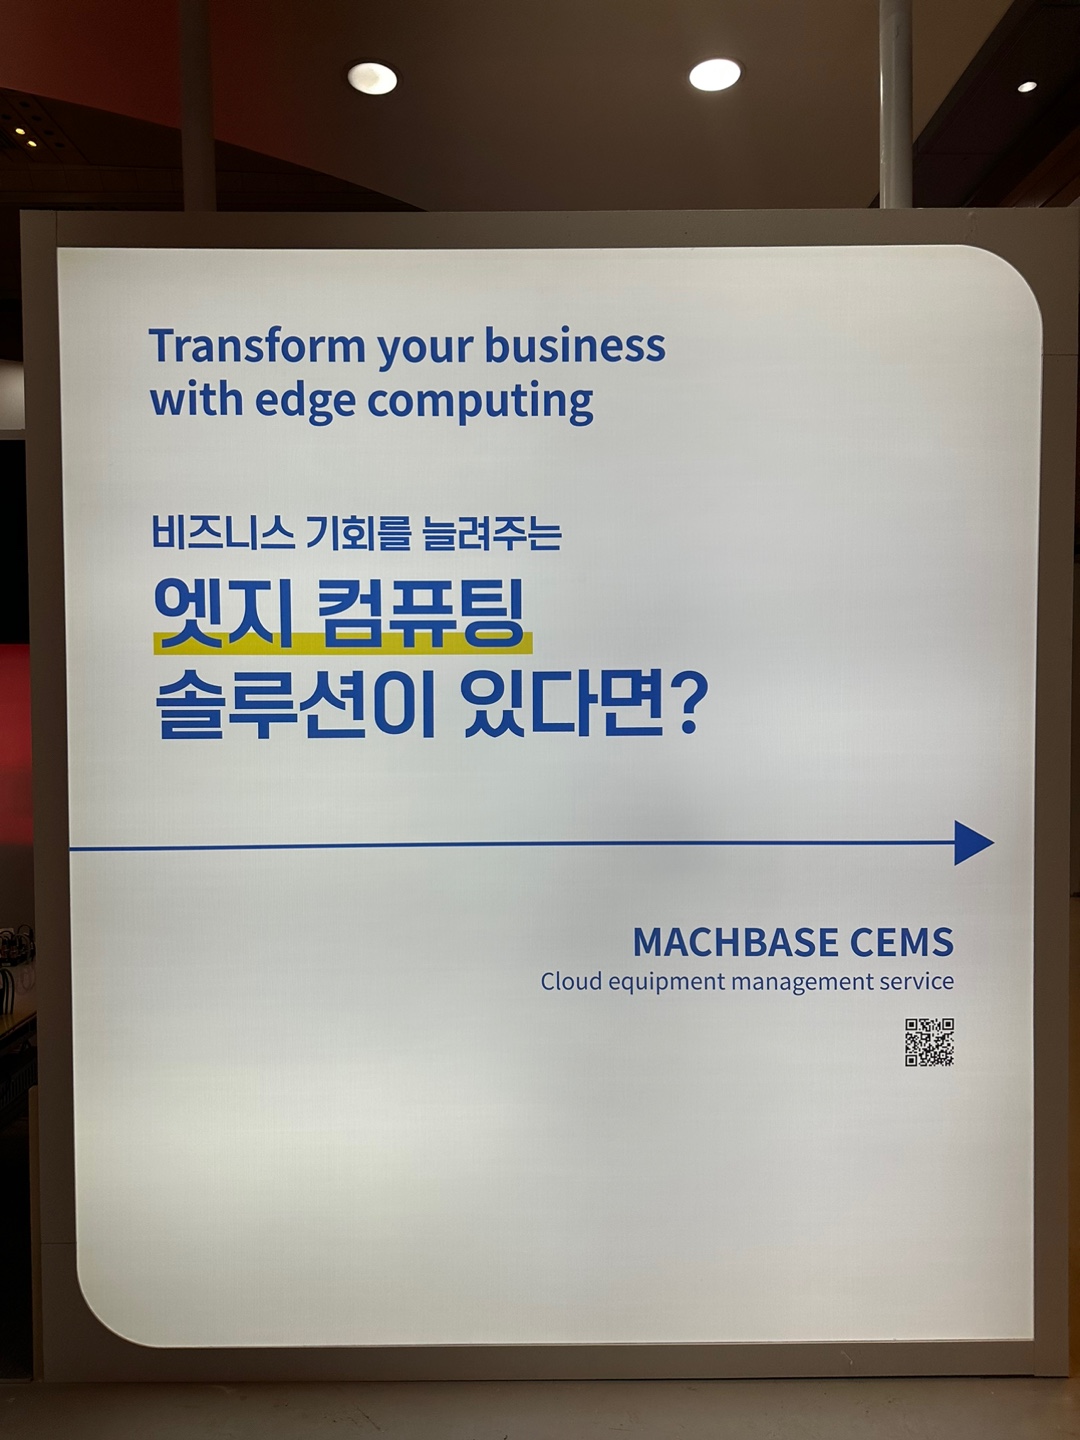 Transform your business
with edge computing
비즈니스 기회를 늘려주는
엣지 컴퓨팅
솔루션이 있다면?
MACHBASE CEMS
Cloud equipment management service